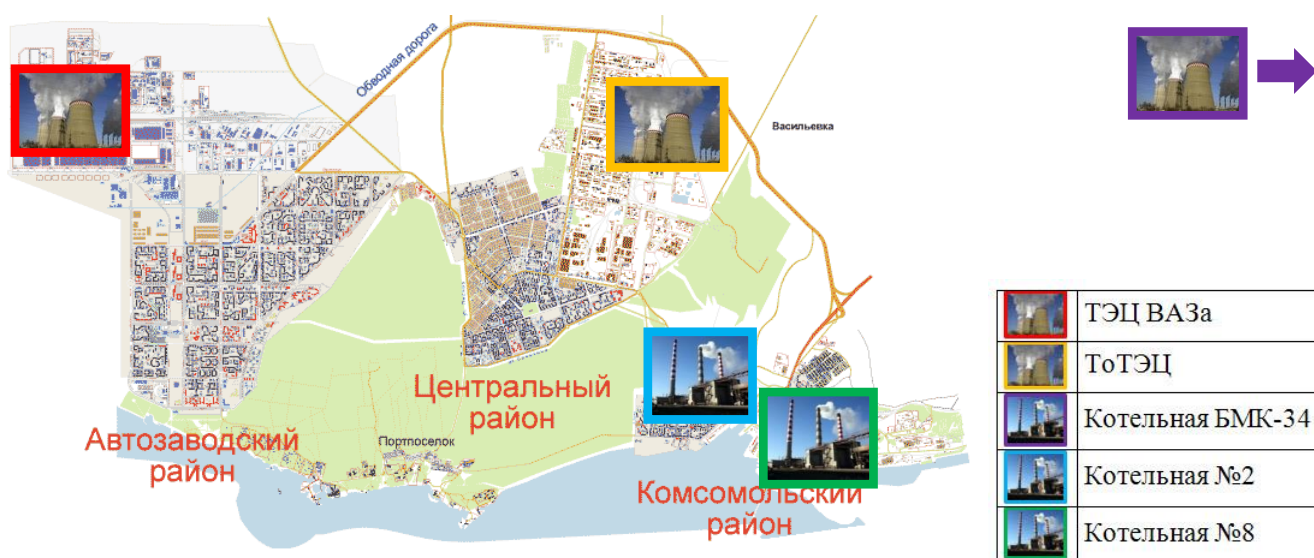 Обводная дорога
Васильевка
Центральный
район
Автозаводский
район
Портпоселок
Комсомольский
район
ТЭЦ ВАЗа
ТоТЭЦ
Котельная БМК-34
Котельная №2
Котельная №8